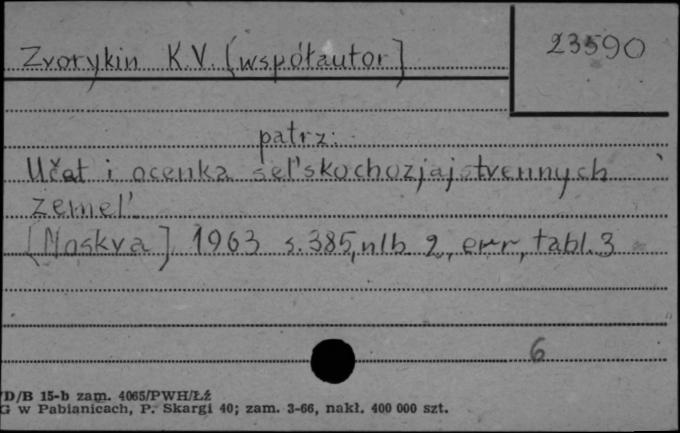 23590
Zvorykin K.V. [współautor]
patrz:
Učet i ocenka sel'skochozjajstvennych
zemel'.
[Moskva] 1963 s. 385, nlb. 2, err, tabl. 3
6
D/B 15-b zam. 4065/PWH/Łź
G w Pabianicach, P. Skargi 40; zam. 3-66, nakł. 400 000 szt.